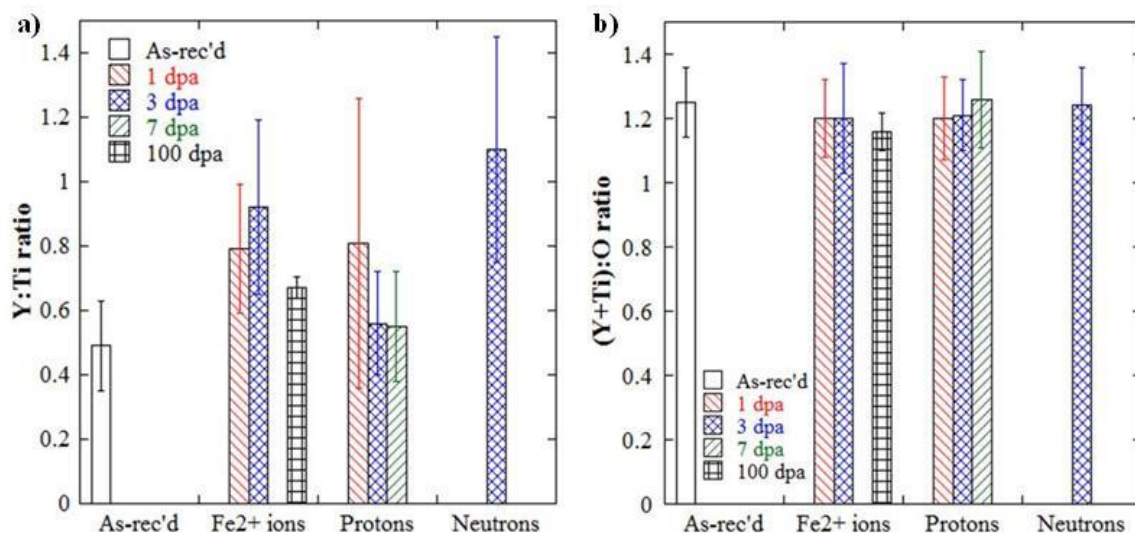 a)
As-rec'd
1 dpa
3 dpa
7 dpa
100 dpa
Y:Ti ratio
1.4
1.2
1
0.8
0.6
0.4
0.2
0
As-rec'd Fe2+ ions Protons Neutrons
b)
(Y+Ti):O ratio
1.4
1.2
1
0.8
0.6
0.4
0.2
0
As-rec'd
1 dpa
3 dpa
7 dpa
100 dpa
As-rec'd Fe2+ ions Protons Neutrons